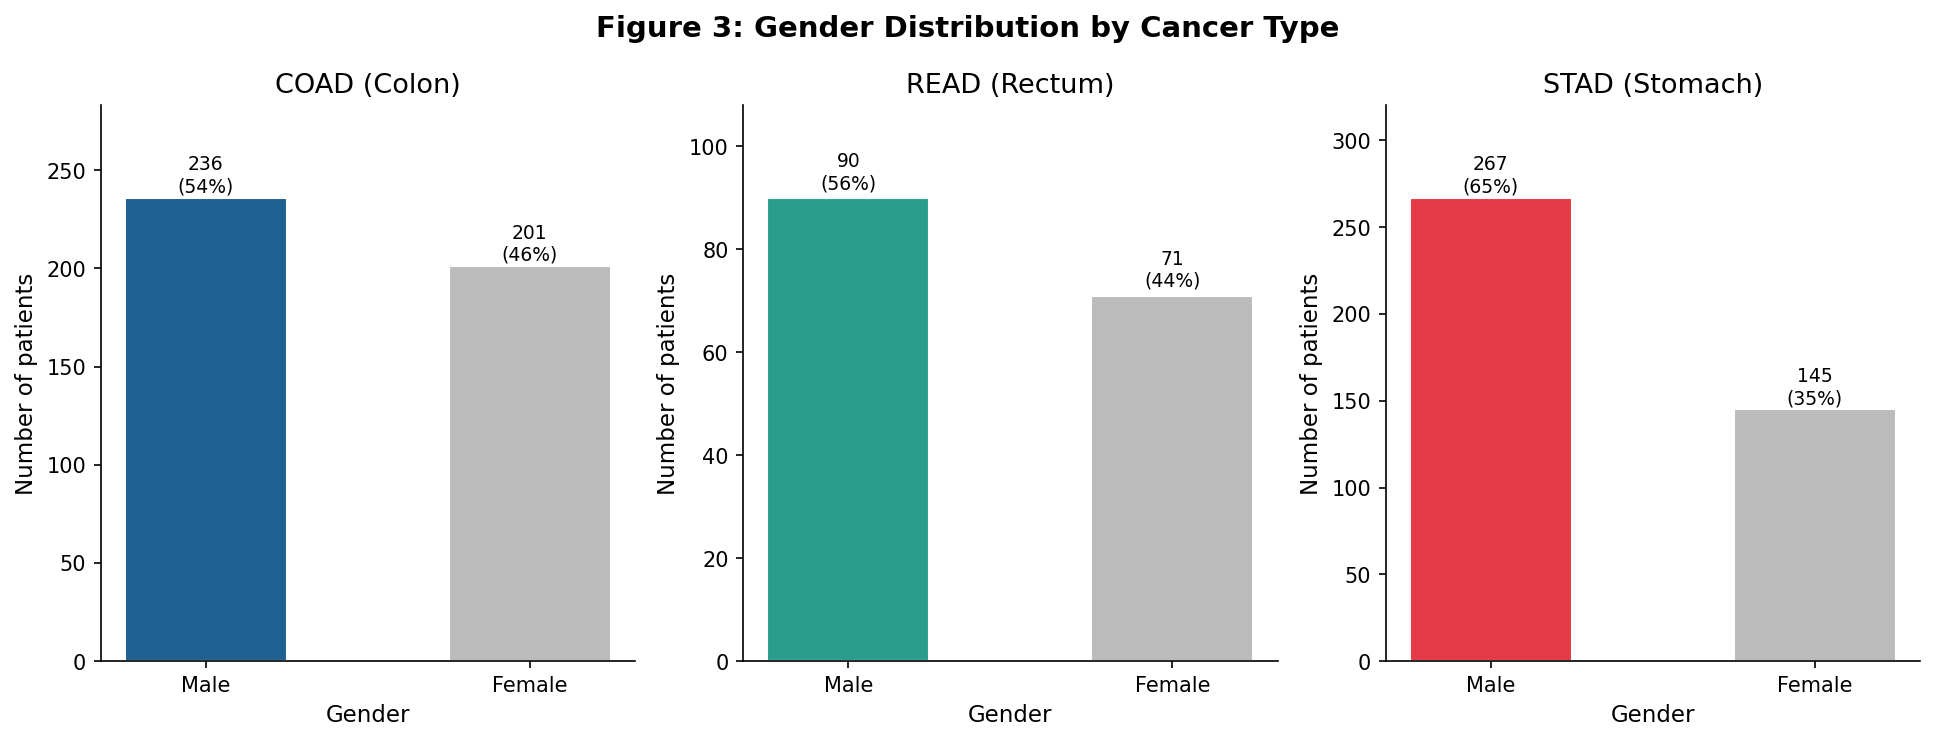 Figure 3: Gender Distribution by Cancer Type
COAD (Colon)
Number of patients
250
200
150
100
50
0
236
(54%)
201
(46%)
Male
Female
Gender
READ (Rectum)
Number of patients
100
80
60
40
20
0
90
(56%)
71
(44%)
Male
Female
Gender
STAD (Stomach)
Number of patients
300
250
200
150
100
50
0
267
(65%)
145
(35%)
Male
Female
Gender